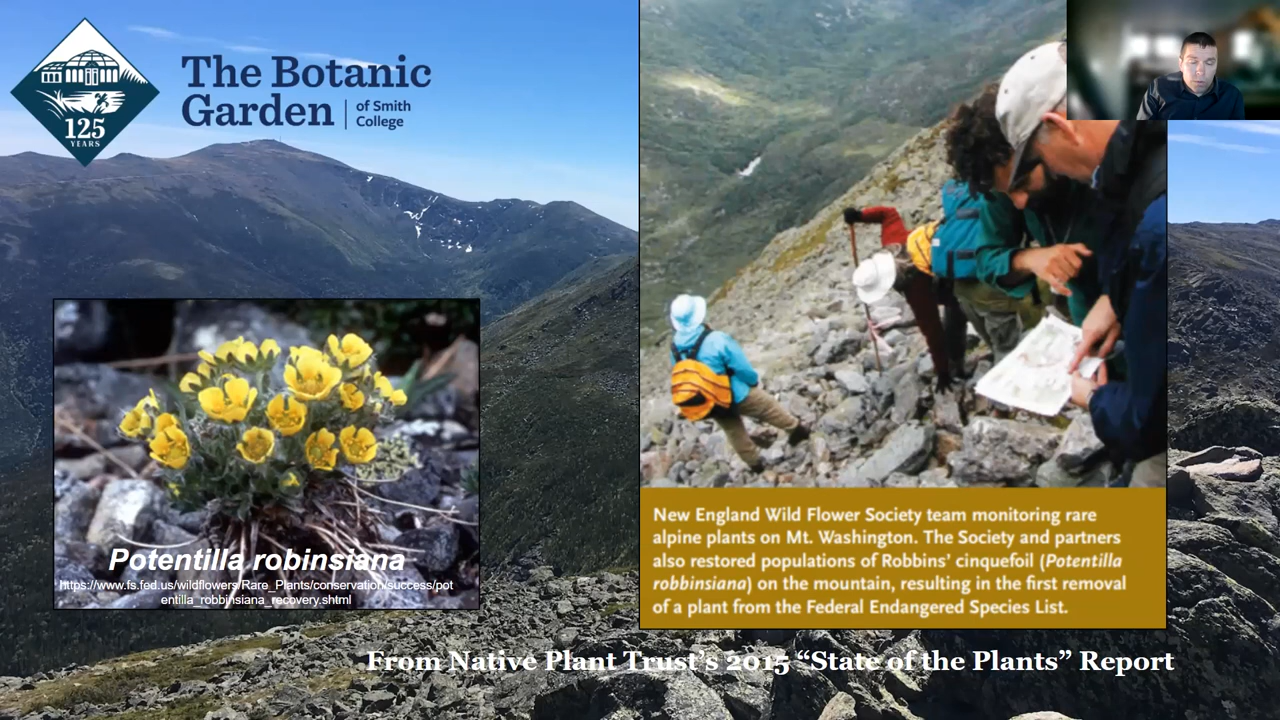 125
YEARS
The Botanic
Garden
of Smith
College
Potentilla robinsiana
https://www.fs.fed.us/wildflowers/Rare_Plants/conservation/success/pot
entilla_robbinsiana_recovery.shtml
New England Wild Flower Society team monitoring rare
alpine plants on Mt. Washington. The Society and partners
also restored populations of Robbins’ cinquefoil (Potentilla
robbinsiana) on the mountain, resulting in the first removal
of a plant from the Federal Endangered Species List.
From Native Plant Trust’s 2015 “State of the Plants” Report